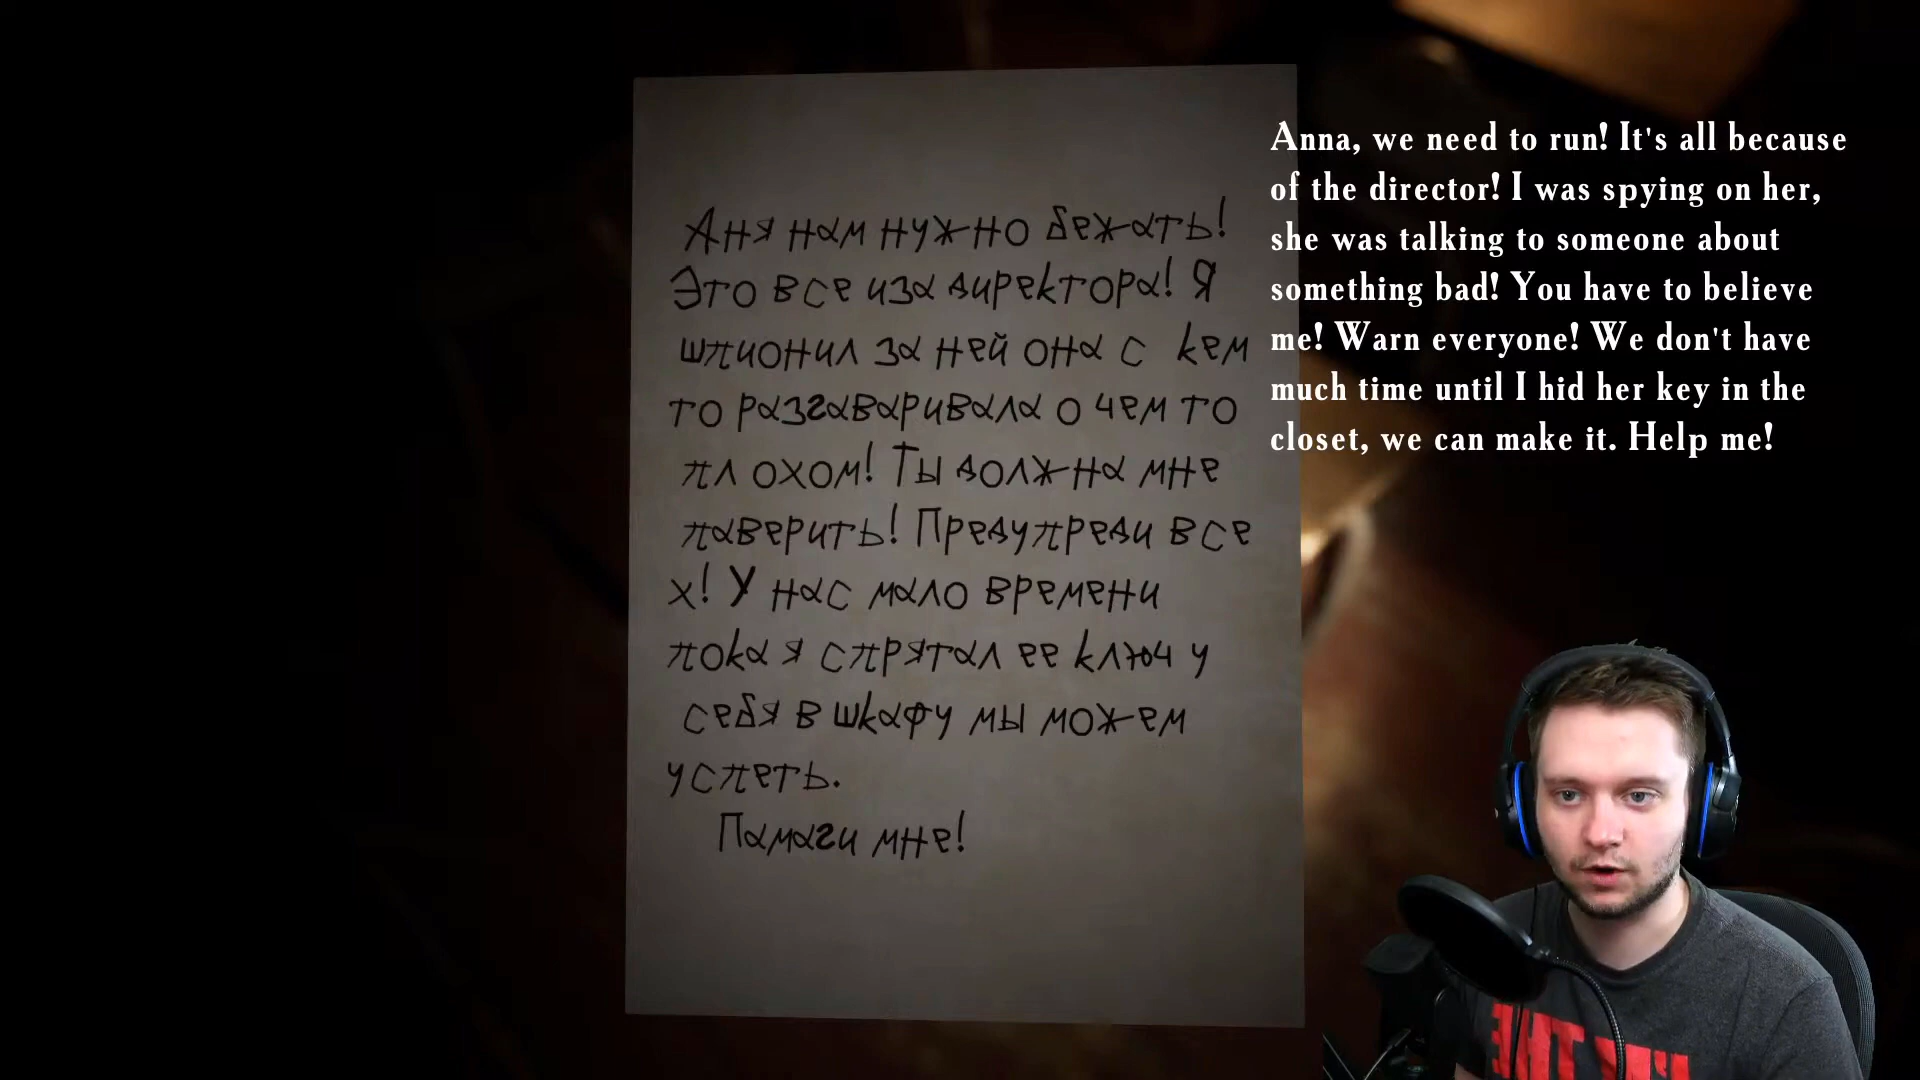 Аня нам нужно бежать!
Это все иза директора! Я
шпионил за ней она с кем
то разгаваривала о чем то
пл охом! Ты должна мне
паверить! Предупреди все
х! У нас мало времени
пока я спрятал ее ключ у
себя в шкафу мы можем
успеть.
Памаги мне!
Anna, we need to run! It's all because
of the director! I was spying on her,
she was talking to someone about
something bad! You have to believe
me! Warn everyone! We don't have
much time until I hid her key in the
closet, we can make it. Help me!